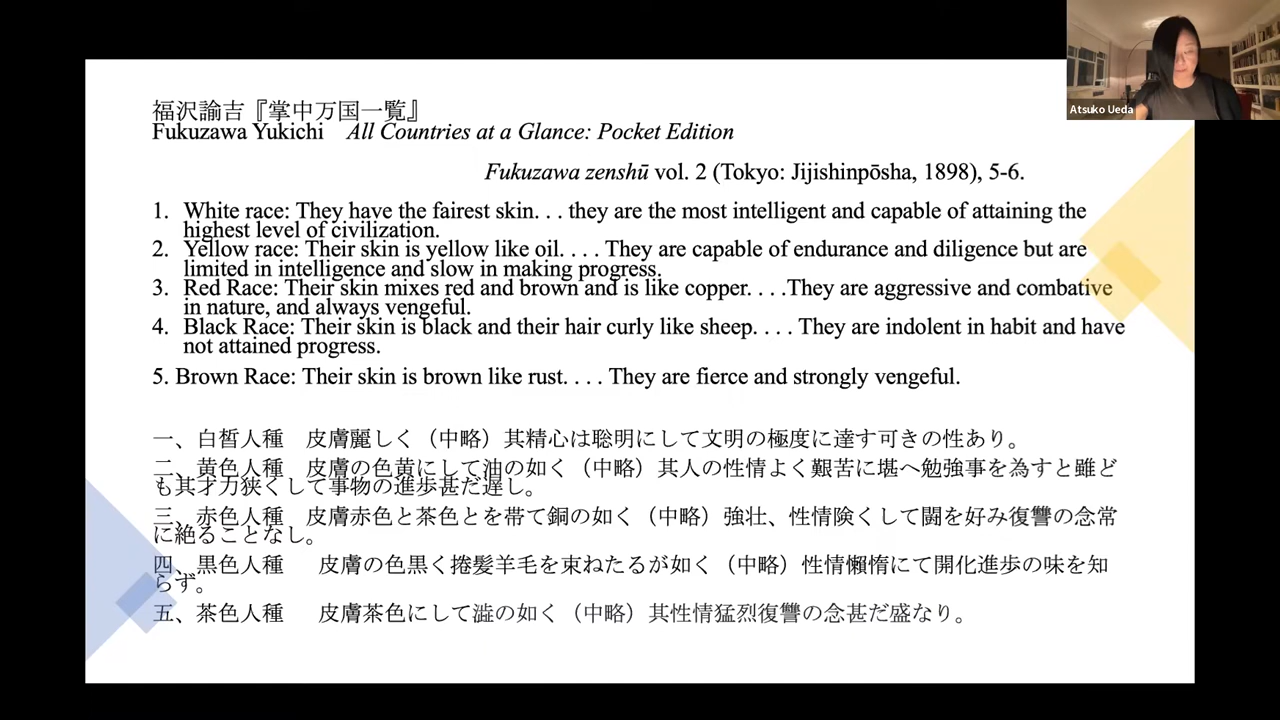 福沢諭吉『掌中万国一覧』
Fukuzawa Yukichi All Countries at a Glance: Pocket Edition
Fukuzawa zenshū vol. 2 (Tokyo: Jijishinpōsha, 1898), 5-6.
1. White race: They have the fairest skin. . . they are the most intelligent and capable of attaining the
highest level of civilization.
2. Yellow race: Their skin is yellow like oil. . . . They are capable of endurance and diligence but are
limited in intelligence and slow in making progress.
3. Red Race: Their skin mixes red and brown and is like copper. . . .They are aggressive and combative
in nature, and always vengeful.
4. Black Race: Their skin is black and their hair curly like sheep. . . . They are indolent in habit and have
not attained progress.
5. Brown Race: Their skin is brown like rust. . . . They are fierce and strongly vengeful.
一、白皙人種 皮膚麗しく（中略）其精心は聡明にして文明の極度に達す可きの性あり。
二、黄色人種 皮膚の色黄にして油の如く（中略）其人の性情よく艱苦に堪へ勉強事を為すと雖ど
も其才力狭くして事物の進歩甚だ遅し。
三、赤色人種 皮膚赤色と茶色とを帯て銅の如く（中略）強壮、性情険くして闘を好み復讐の念常
に絶ることなし。
四、黒色人種 皮膚の色黒く捲髪羊毛を束ねたるが如く（中略）性情懶惰にて開化進歩の味を知
らず。
五、茶色人種 皮膚茶色にして澁の如く（中略）其性情猛烈復讐の念甚だ盛なり。
Atsuko Ueda